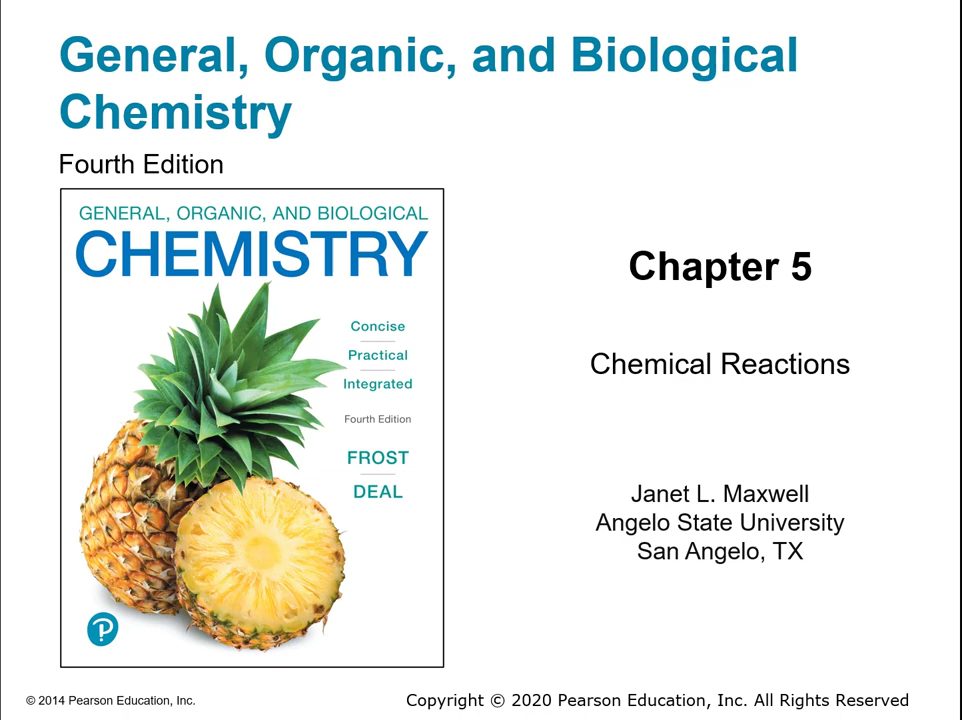 General, Organic, and Biological
Chemistry
Fourth Edition
GENERAL, ORGANIC, AND BIOLOGICAL
CHEMISTRY
Concise
Practical
Integrated
Fourth Edition
FROST
DEAL
P
Chapter 5
Chemical Reactions
Janet L. Maxwell
Angelo State University
San Angelo, TX
© 2014 Pearson Education, Inc.
Copyright © 2020 Pearson Education, Inc. All Rights Reserved